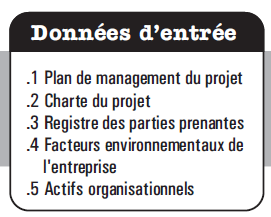 Données d'entrée
.1 Plan de management du projet
.2 Charte du projet
.3 Registre des parties prenantes
.4 Facteurs environnementaux de
l'entreprise
.5 Actifs organisationnels